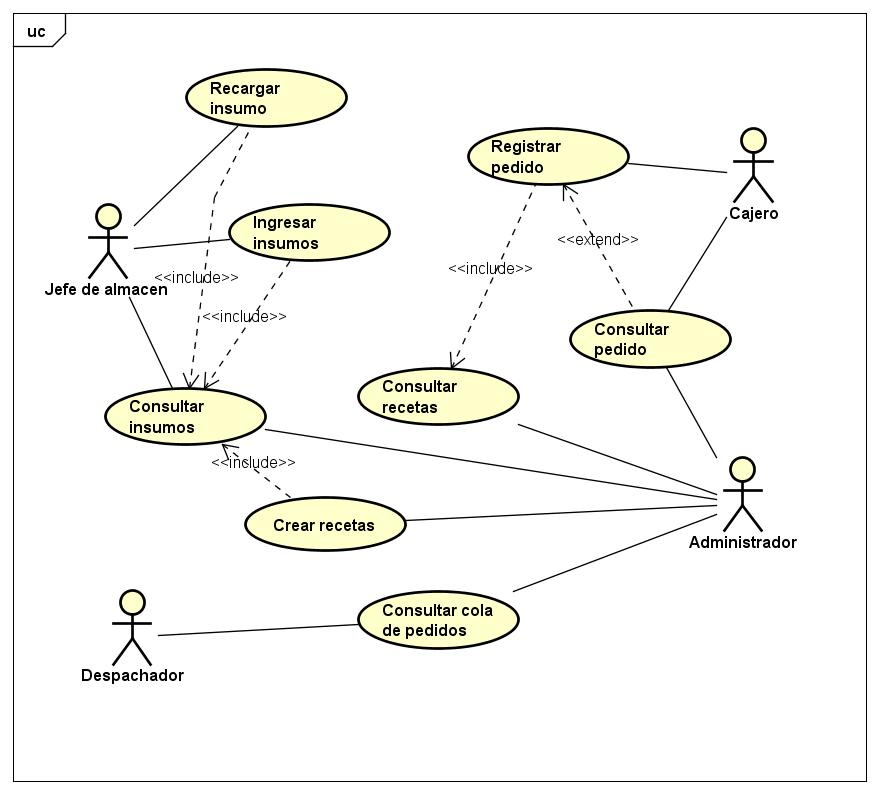 uc
Recargar
insumo
Registrar
pedido
Cajero
Ingresar
insumos
<<extend>>
<<include>>
<<include>>
Jefe de almacen
<<include>>
Consultar
pedido
Consultar
recetas
Consultar
insumos
<<include>>
Crear recetas
Administrador
Consultar cola
de pedidos
Despachador